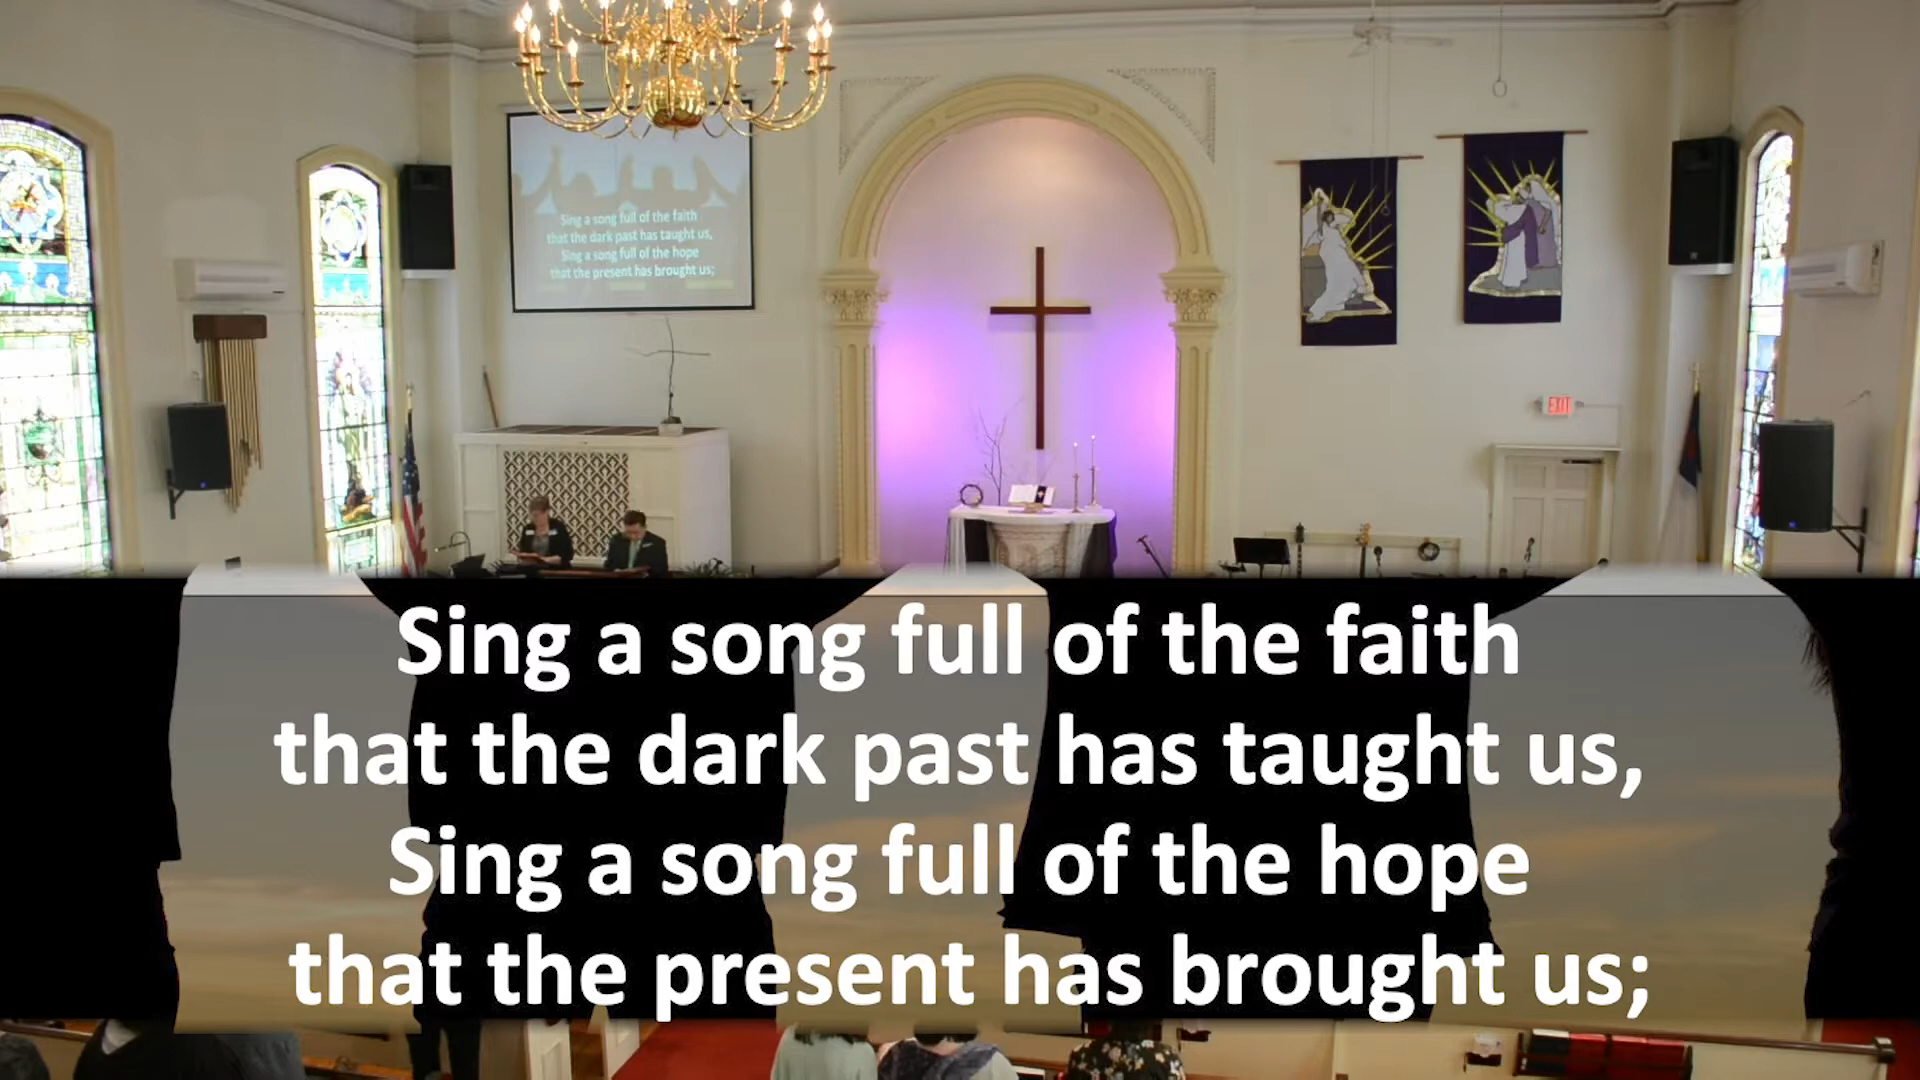 Sing a song full of the faith
that the dark past has taught us,
Sing a song full of the hope
that the present has brought us;
EXIT
Sing a song full of the faith
that the dark past has taught us,
Sing a song full of the hope
that the present has brought us;